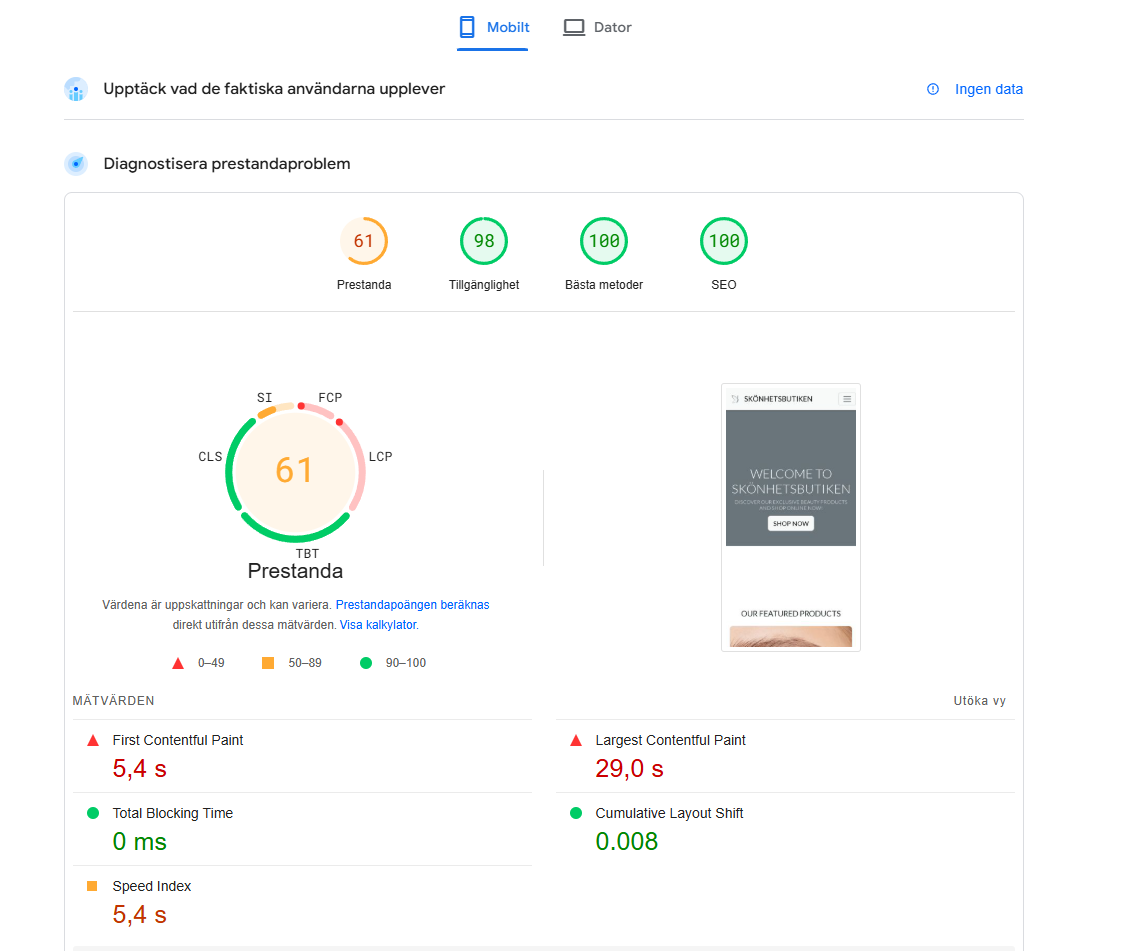 Mobilt
Dator
Upptäck vad de faktiska användarna upplever
Ingen data
Diagnostisera prestandaproblem
61
98
100
100
Prestanda
Tillgänglighet
Bästa metoder
SEO
SI
FCP
CLS
LCP
61
TBT
Prestanda
Värdena är uppskattningar och kan variera. Prestandapoängen beräknas
direkt utifrån dessa mätvärden. Visa kalkylator.
0–49
50–89
90–100
SKÖNHETSBUTIKEN
WELCOME TO
SKÖNHETSBUTIKEN
DISCOVER OUR EXCLUSIVE BEAUTY PRODUCTS
AND SHOP ONLINE NOW!
SHOP NOW
OUR FEATURED PRODUCTS
MÄTVÄRDEN
Utöka vy
First Contentful Paint
5,4 s
Largest Contentful Paint
29,0 s
Total Blocking Time
0 ms
Cumulative Layout Shift
0.008
Speed Index
5,4 s